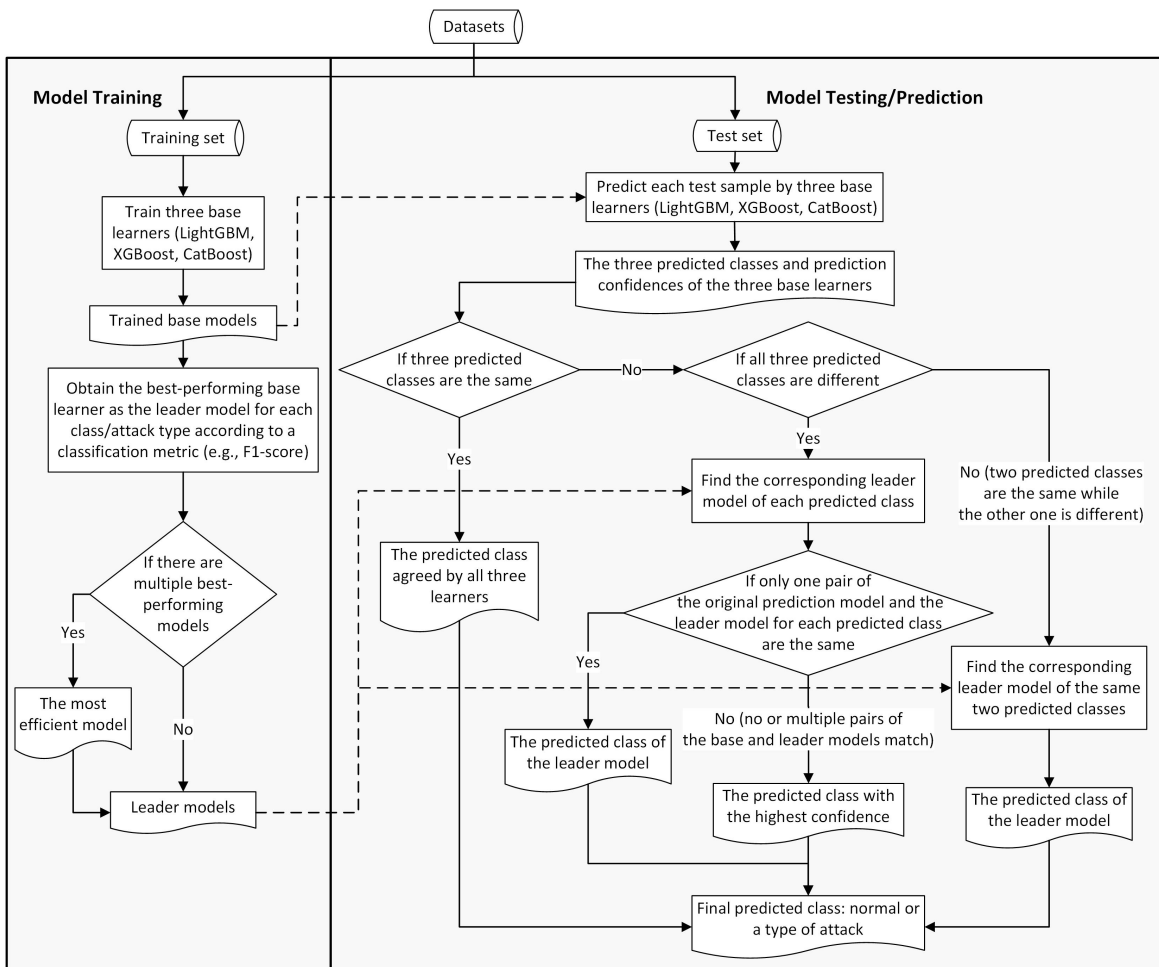 Datasets
Model Training
Training set
Train three base
learners (LightGBM,
XGBoost, CatBoost)
Trained base models
Obtain the best-performing base
learner as the leader model for each
class/attack type according to a
classification metric (e.g., F1-score)
If there are
multiple best-
performing
models
Yes
The most
efficient model
No
Leader models
Model Testing/Prediction
Test set
Predict each test sample by three base
learners (LightGBM, XGBoost, CatBoost)
The three predicted classes and prediction
confidences of the three base learners
If three predicted
classes are the same
No
If all three predicted
classes are different
Yes
The predicted class
agreed by all three
learners
Yes
Find the corresponding leader
model of each predicted class
No (two predicted classes
are the same while
the other one is different)
If only one pair of
the original prediction model and the
leader model for each predicted class
are the same
Yes
The predicted class of
the leader model
No (no or multiple pairs of
the base and leader models match)
The predicted class with
the highest confidence
Find the corresponding
leader model of the same
two predicted classes
The predicted class of
the leader model
Final predicted class: normal or
a type of attack